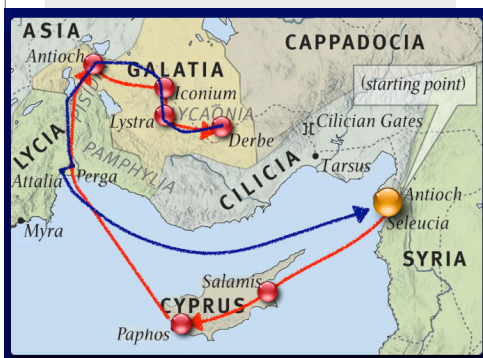 ASIA
CAPPADOCIA
Antioch
GALATIA
(starting point)
PISIDIA
Iconium
LYCAONIA
Lystra
Derbe
Cilician Gates
LYCIA
PAMPHYLIA
CILICIA
Tarsus
Attalia
Perga
Antioch
Seleucia
Myra
SYRIA
Salamis
CYPRUS
Paphos